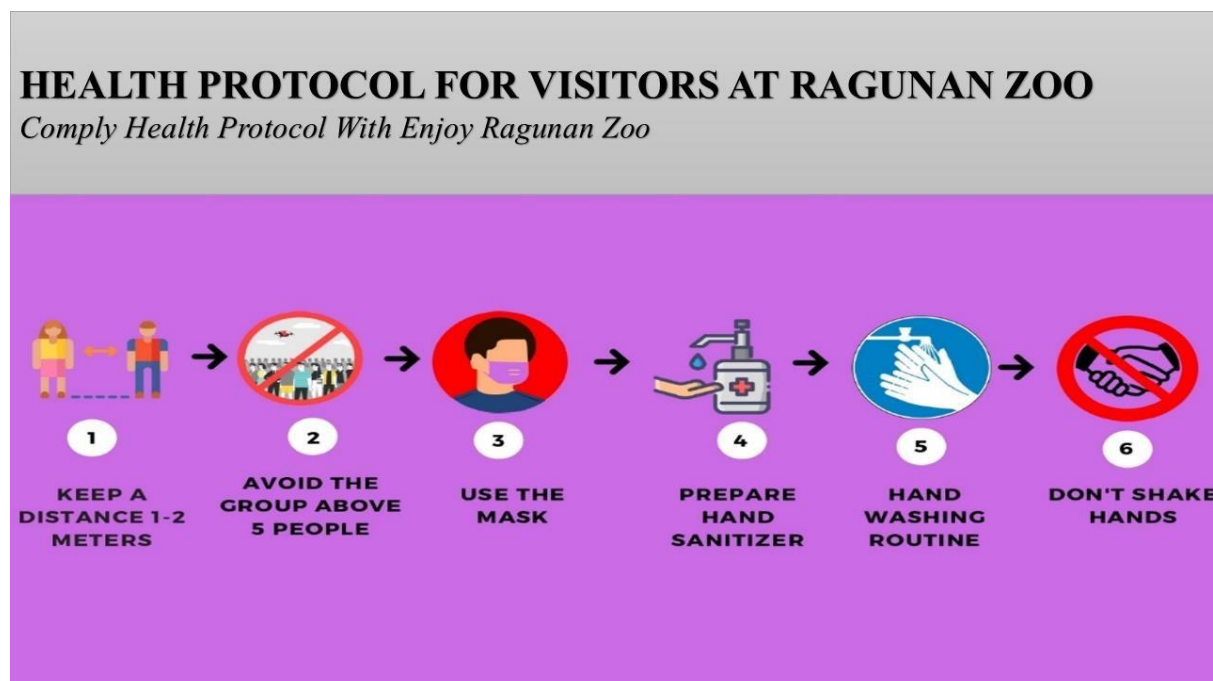 HEALTH PROTOCOL FOR VISITORS AT RAGUNAN ZOO
Comply Health Protocol With Enjoy Ragunan Zoo
1
KEEP A
DISTANCE 1-2
METERS
2
AVOID THE
GROUP ABOVE
5 PEOPLE
3
USE THE
MASK
4
PREPARE
HAND
SANITIZER
5
HAND
WASHING
ROUTINE
6
DON'T SHAKE
HANDS